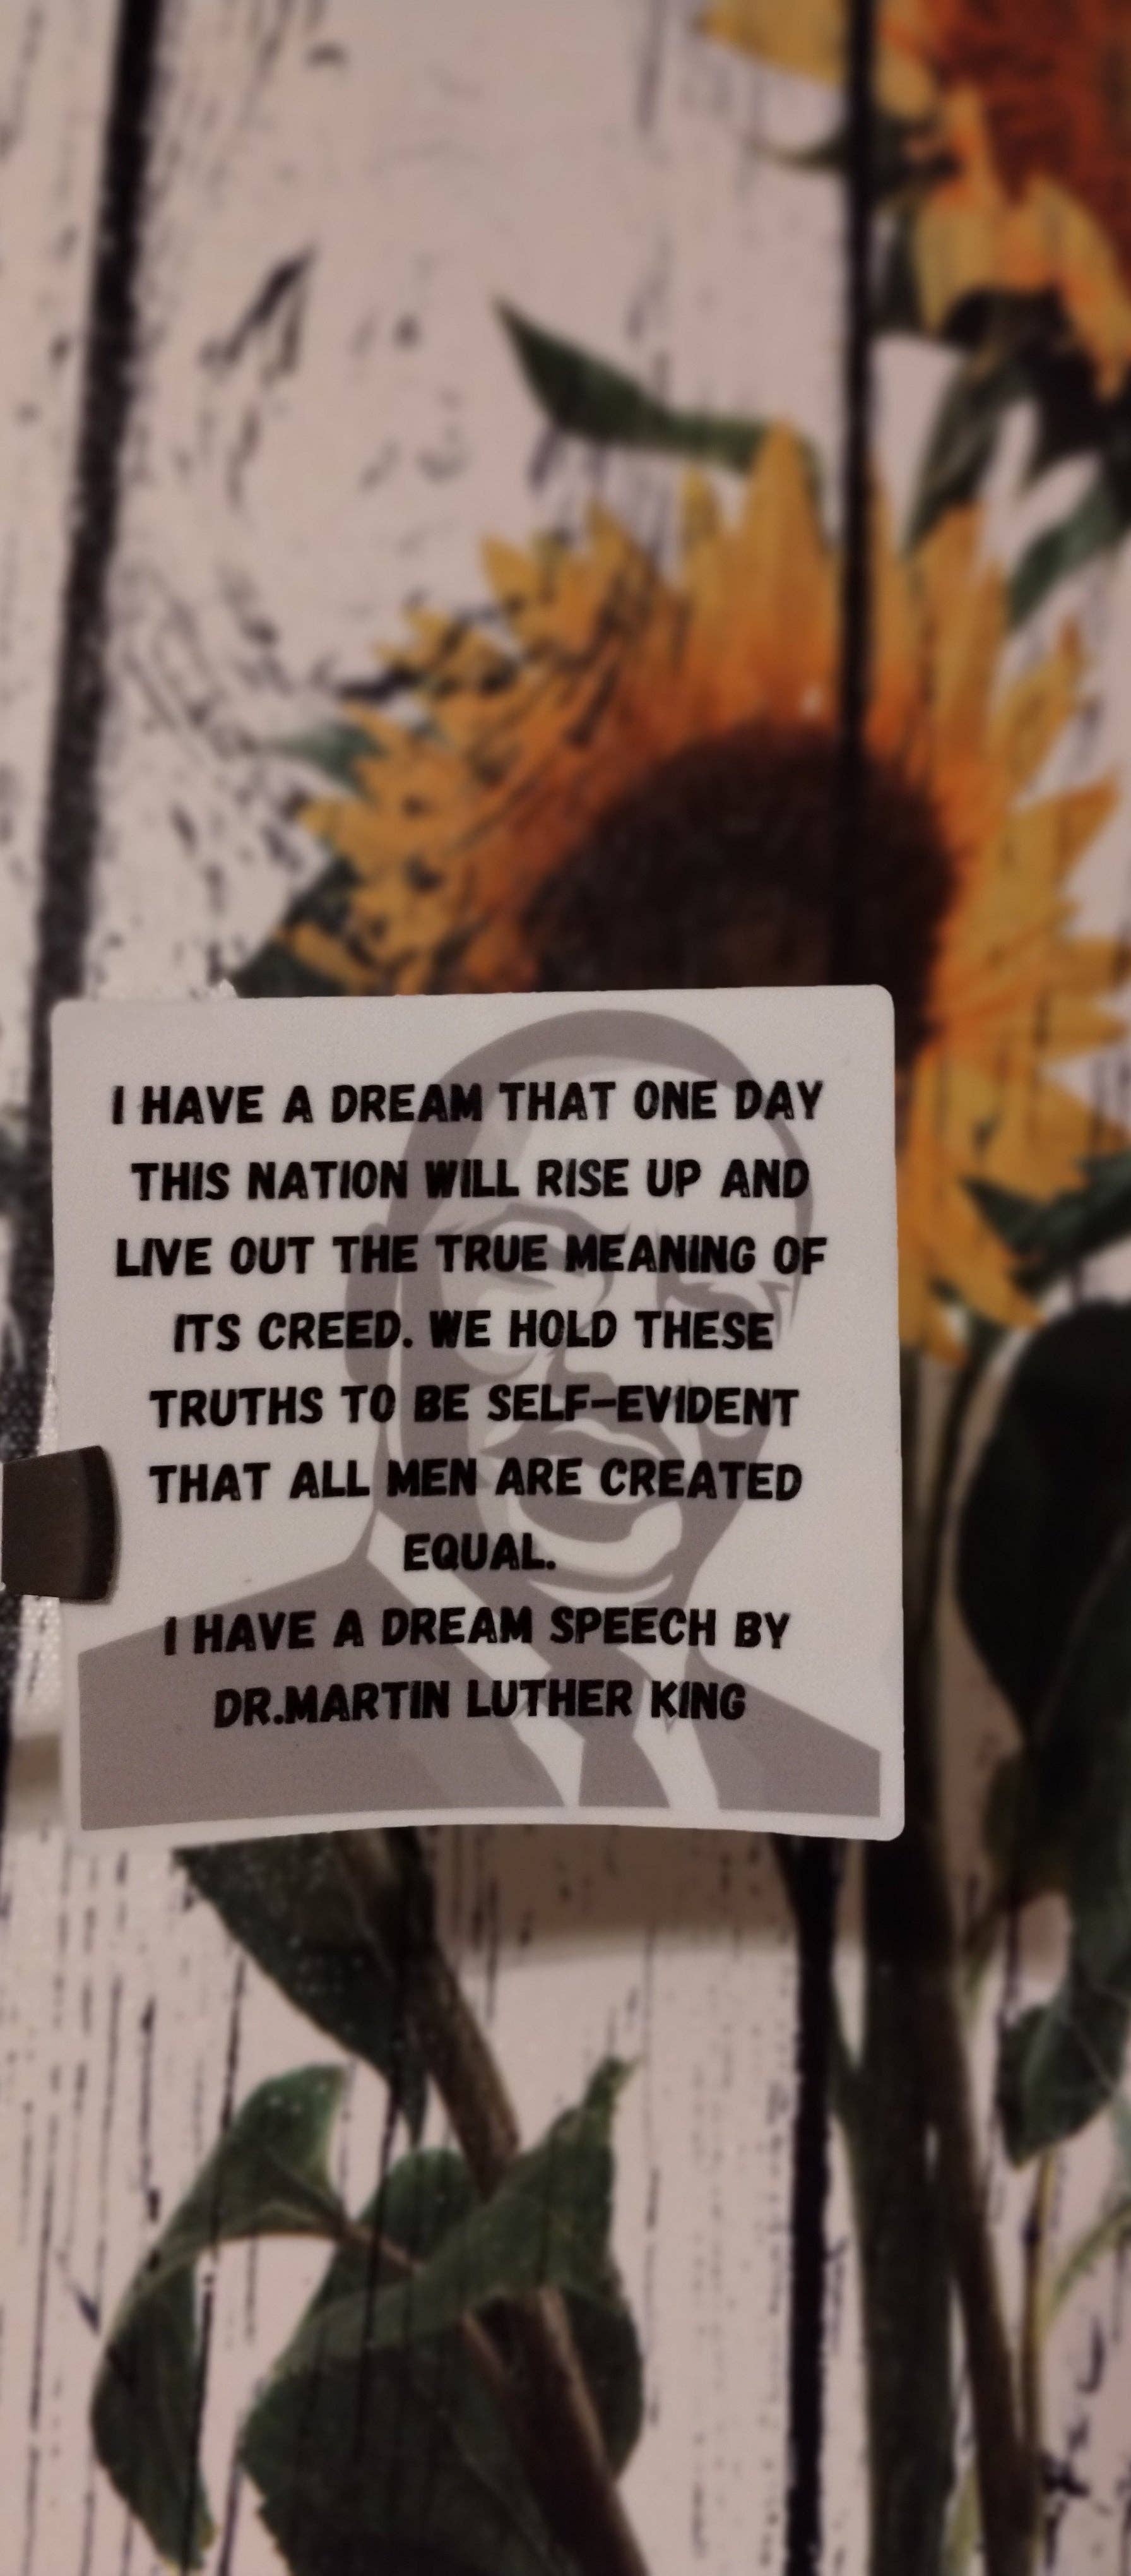 I HAVE A DREAM THAT ONE DAY
THIS NATION WILL RISE UP AND
LIVE OUT THE TRUE MEANING OF
ITS CREED. WE HOLD THESE
TRUTHS TO BE SELF-EVIDENT
THAT ALL MEN ARE CREATED
EQUAL.
I HAVE A DREAM SPEECH BY
DR.MARTIN LUTHER KING